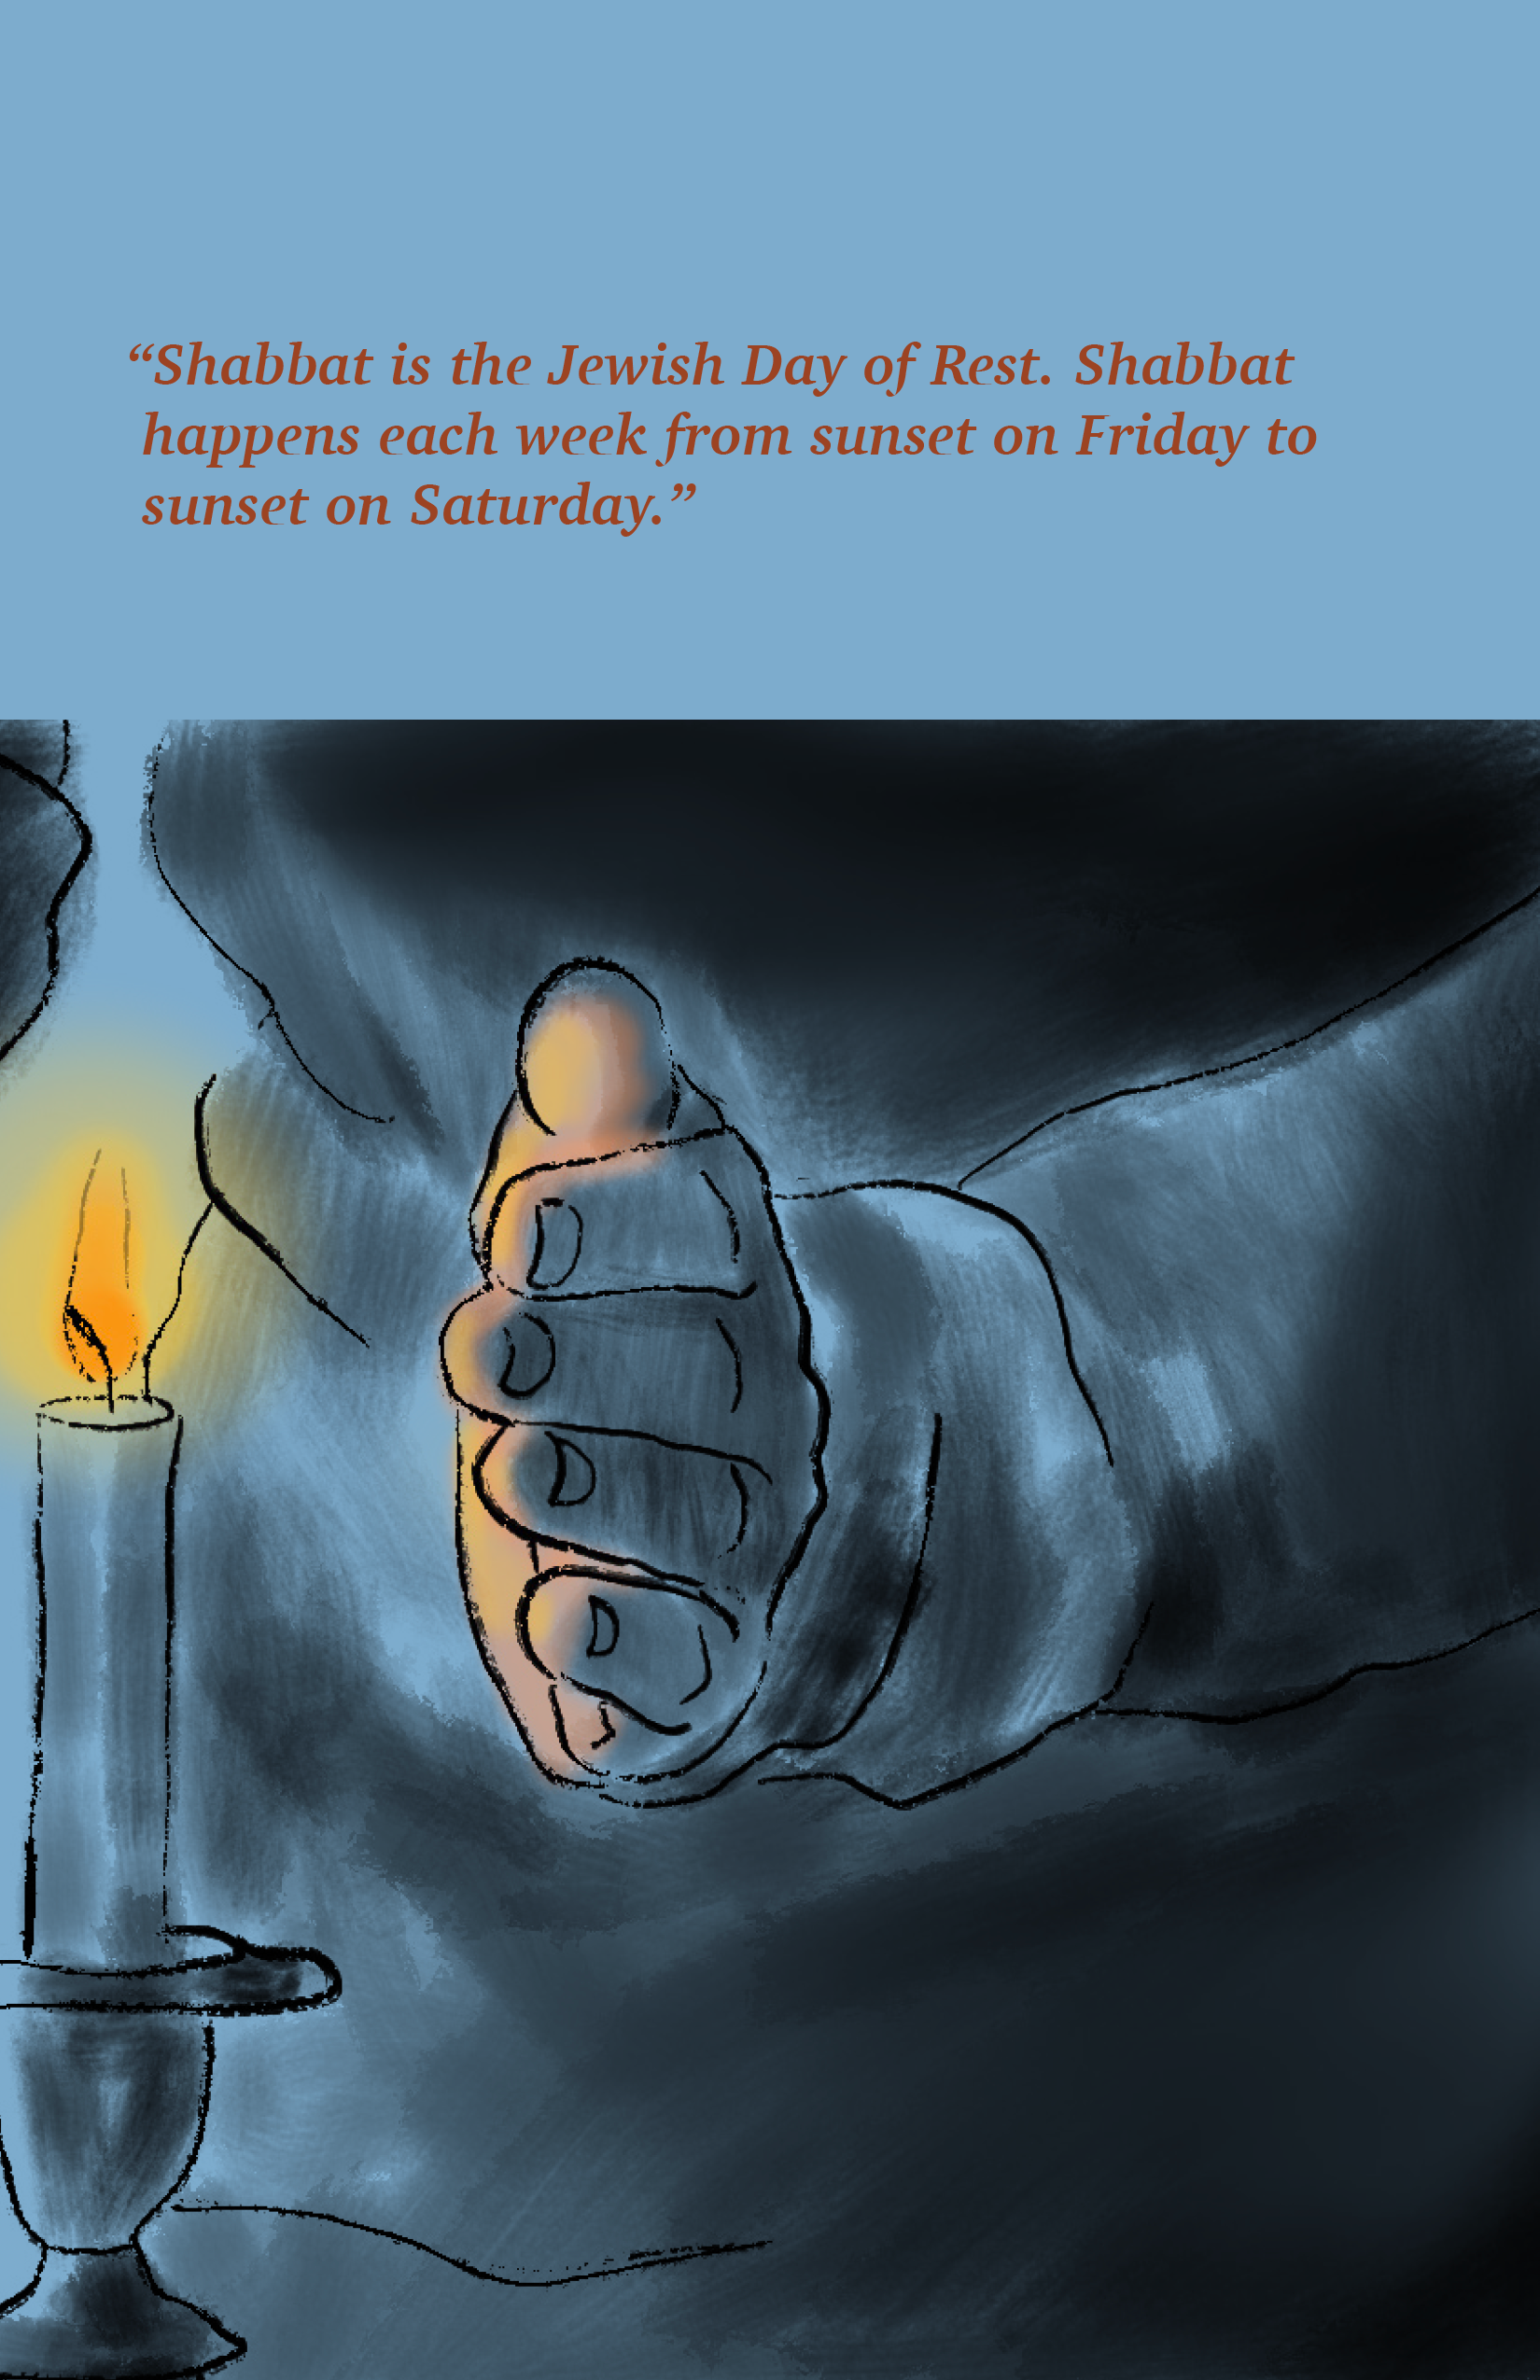 “Shabbat is the Jewish Day of Rest. Shabbat
happens each week from sunset on Friday to
sunset on Saturday.”